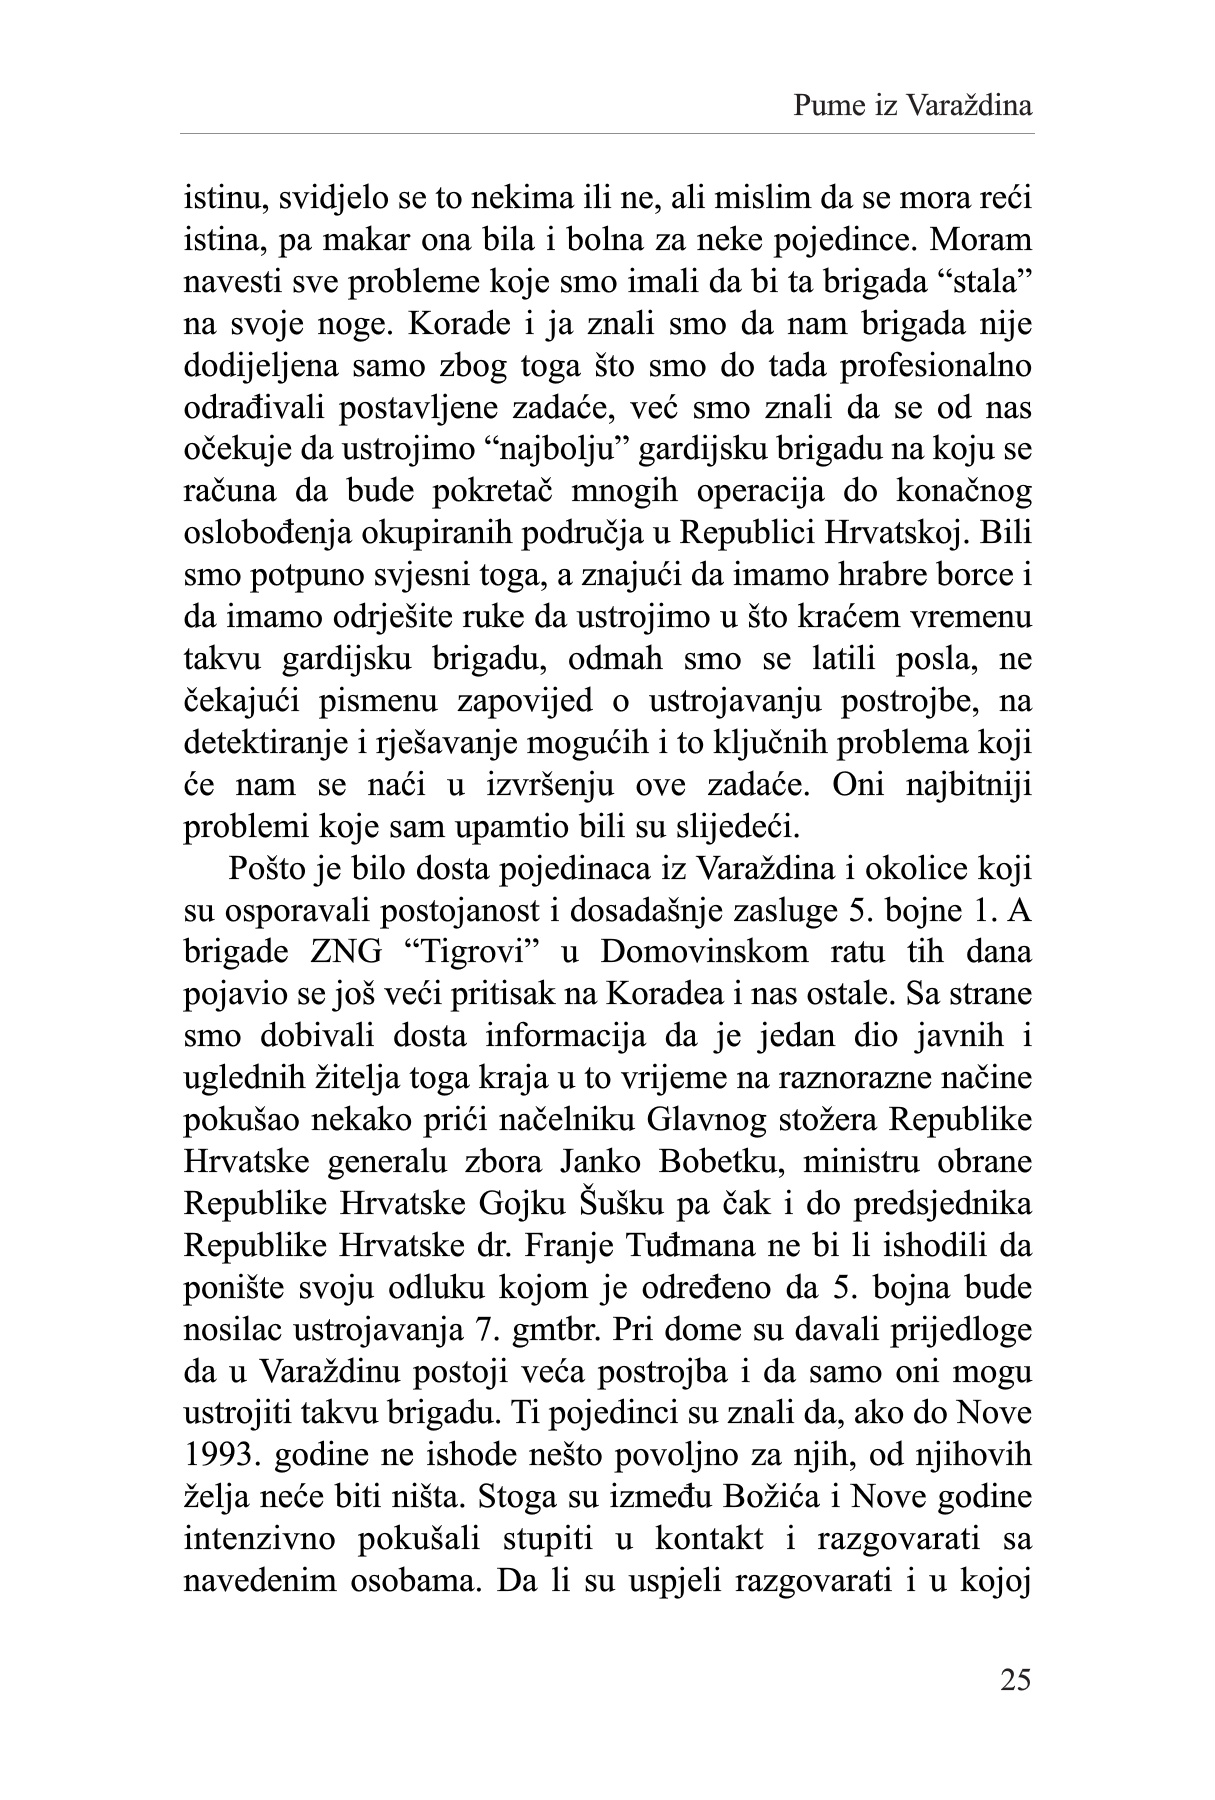 Pume iz Varaždina
istinu, svidjelo se to nekima ili ne, ali mislim da se mora reći
istina, pa makar ona bila i bolna za neke pojedince. Moram
navesti sve probleme koje smo imali da bi ta brigada “stala”
na svoje noge. Korade i ja znali smo da nam brigada nije
dodijeljena samo zbog toga što smo do tada profesionalno
odrađivali postavljene zadaće, već smo znali da se od nas
očekuje da ustrojimo “najbolju” gardijsku brigadu na koju se
računa da bude pokretač mnogih operacija do konačnog
oslobođenja okupiranih područja u Republici Hrvatskoj. Bili
smo potpuno svjesni toga, a znajući da imamo hrabre borce i
da imamo odrješite ruke da ustrojimo u što kraćem vremenu
takvu gardijsku brigadu, odmah smo se latili posla, ne
čekajući pismenu zapovijed o ustrojavanju postrojbe, na
detektiranje i rješavanje mogućih i to ključnih problema koji
će nam se naći u izvršenju ove zadaće. Oni najbitniji
problemi koje sam upamtio bili su slijedeći.
Pošto je bilo dosta pojedinaca iz Varaždina i okolice koji
su osporavali postojanost i dosadašnje zasluge 5. bojne 1. A
brigade ZNG “Tigrovi” u Domovinskom ratu tih dana
pojavio se još veći pritisak na Koradea i nas ostale. Sa strane
smo dobivali dosta informacija da je jedan dio javnih i
uglednih žitelja toga kraja u to vrijeme na raznorazne načine
pokušao nekako prići načelniku Glavnog stožera Republike
Hrvatske generalu zbora Janko Bobetku, ministru obrane
Republike Hrvatske Gojku Šušku pa čak i do predsjednika
Republike Hrvatske dr. Franje Tuđmana ne bi li ishodili da
ponište svoju odluku kojom je određeno da 5. bojna bude
nosilac ustrojavanja 7. gmtbr. Pri dome su davali prijedloge
da u Varaždinu postoji veća postrojba i da samo oni mogu
ustrojiti takvu brigadu. Ti pojedinci su znali da, ako do Nove
1993. godine ne ishode nešto povoljno za njih, od njihovih
želja neće biti ništa. Stoga su između Božića i Nove godine
intenzivno pokušali stupiti u kontakt i razgovarati sa
navedenim osobama. Da li su uspjeli razgovarati i u kojoj
25